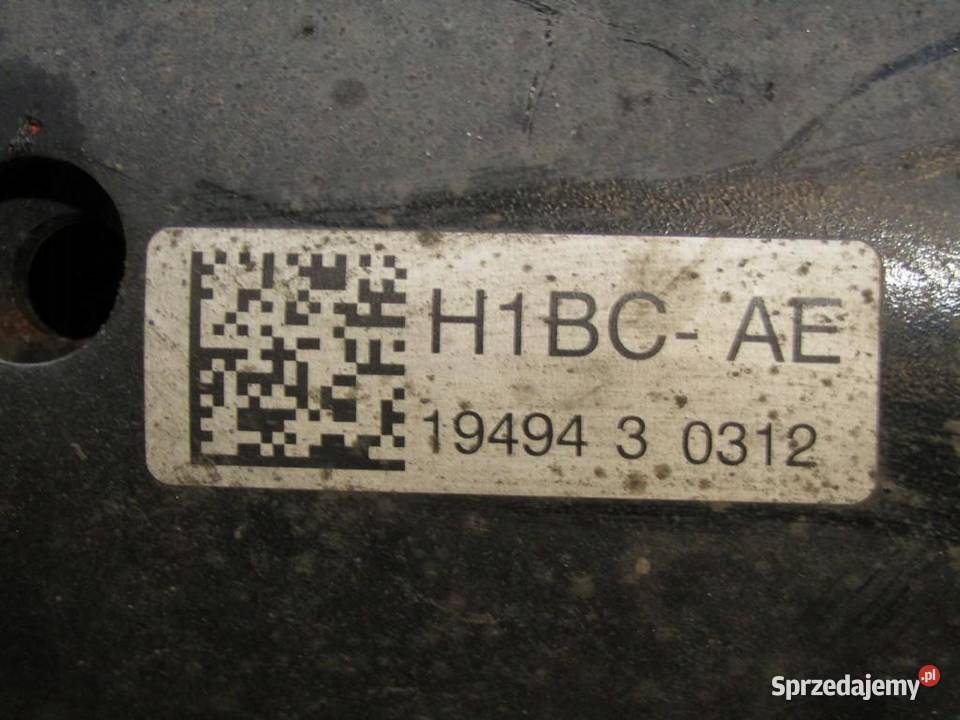 H1BC- AE
19494 3 0312
Sprzedajemy.pl